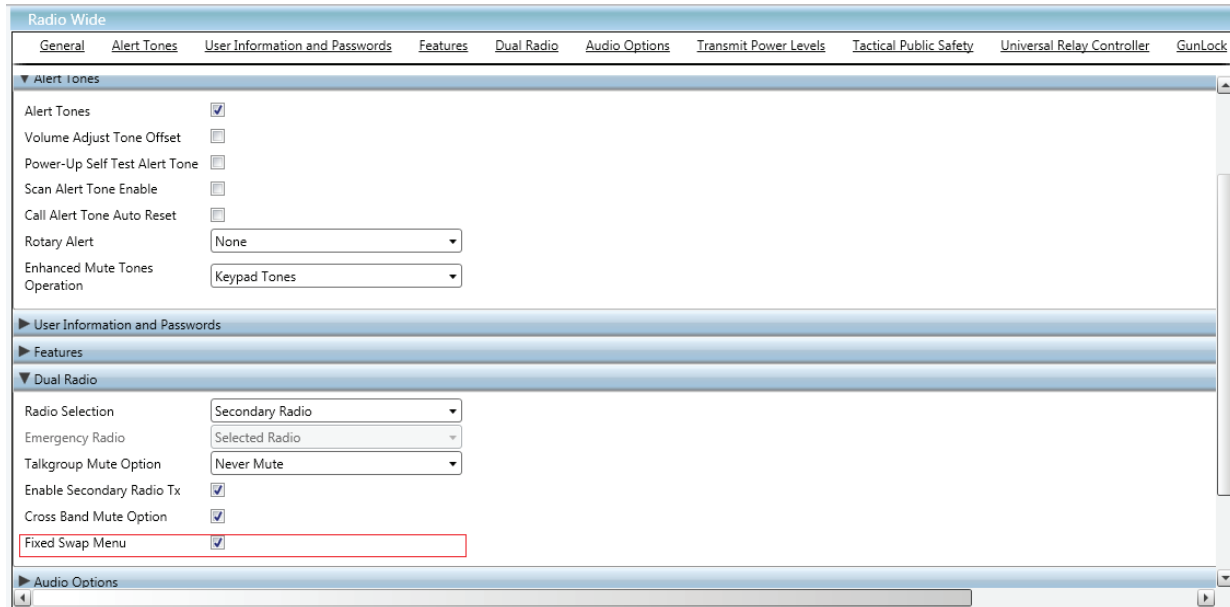 Radio Wide
General Alert Tones User Information and Passwords Features Dual Radio Audio Options Transmit Power Levels Tactical Public Safety Universal Relay Controller GunLock
Alert Tones
Alert Tones
Volume Adjust Tone Offset
Power-Up Self Test Alert Tone
Scan Alert Tone Enable
Call Alert Tone Auto Reset
Rotary Alert None
Enhanced Mute Tones
Operation Keypad Tones
User Information and Passwords
Features
Dual Radio
Radio Selection Secondary Radio
Emergency Radio Selected Radio
Talkgroup Mute Option Never Mute
Enable Secondary Radio Tx
Cross Band Mute Option
Fixed Swap Menu
Audio Options